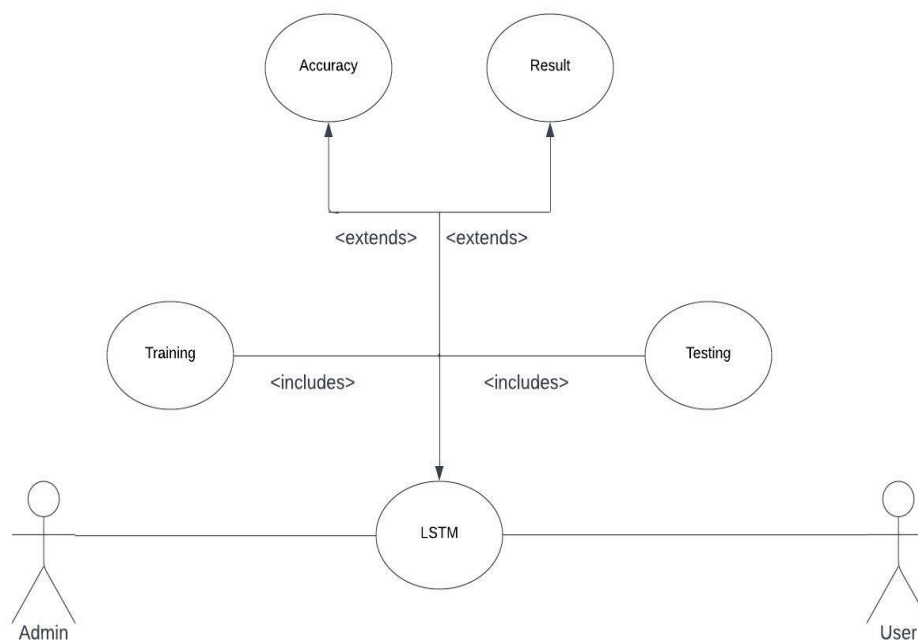 Accuracy
Result
<extends>
<extends>
Training
Testing
<includes>
<includes>
LSTM
Admin
User